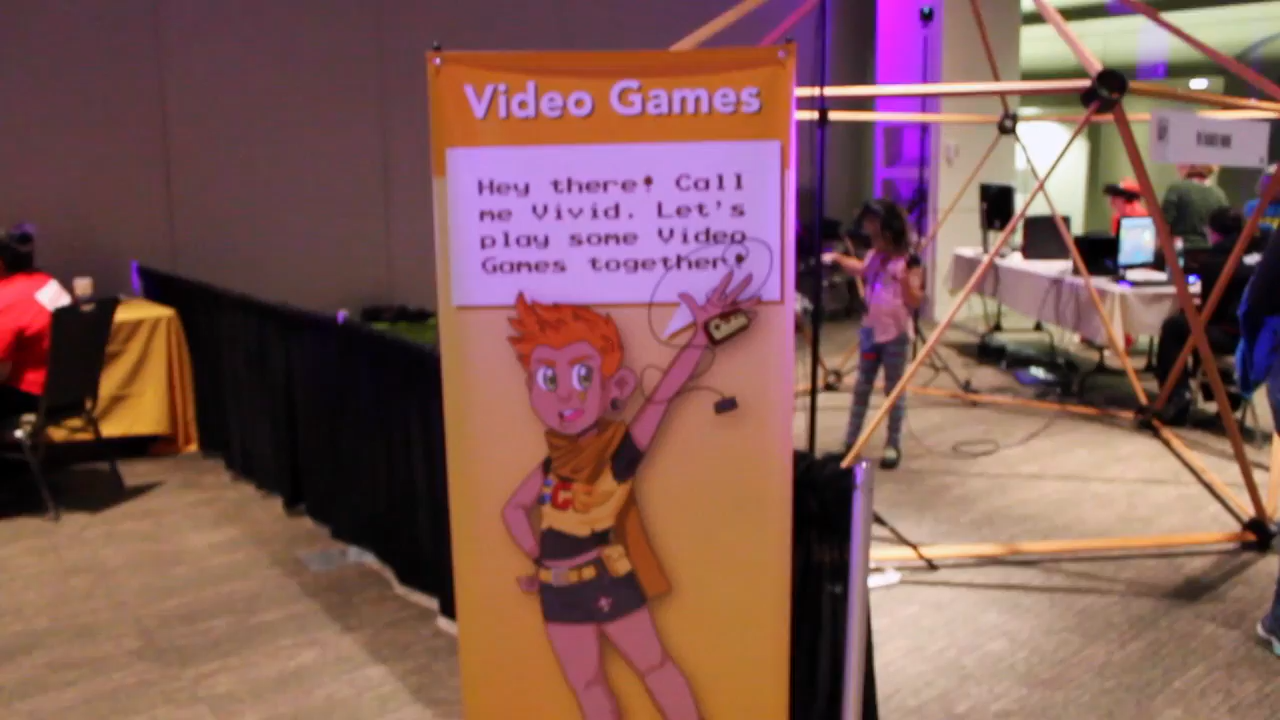 Video Games
Hey there! Call
me Vivid. Let's
play some Video
Games together!